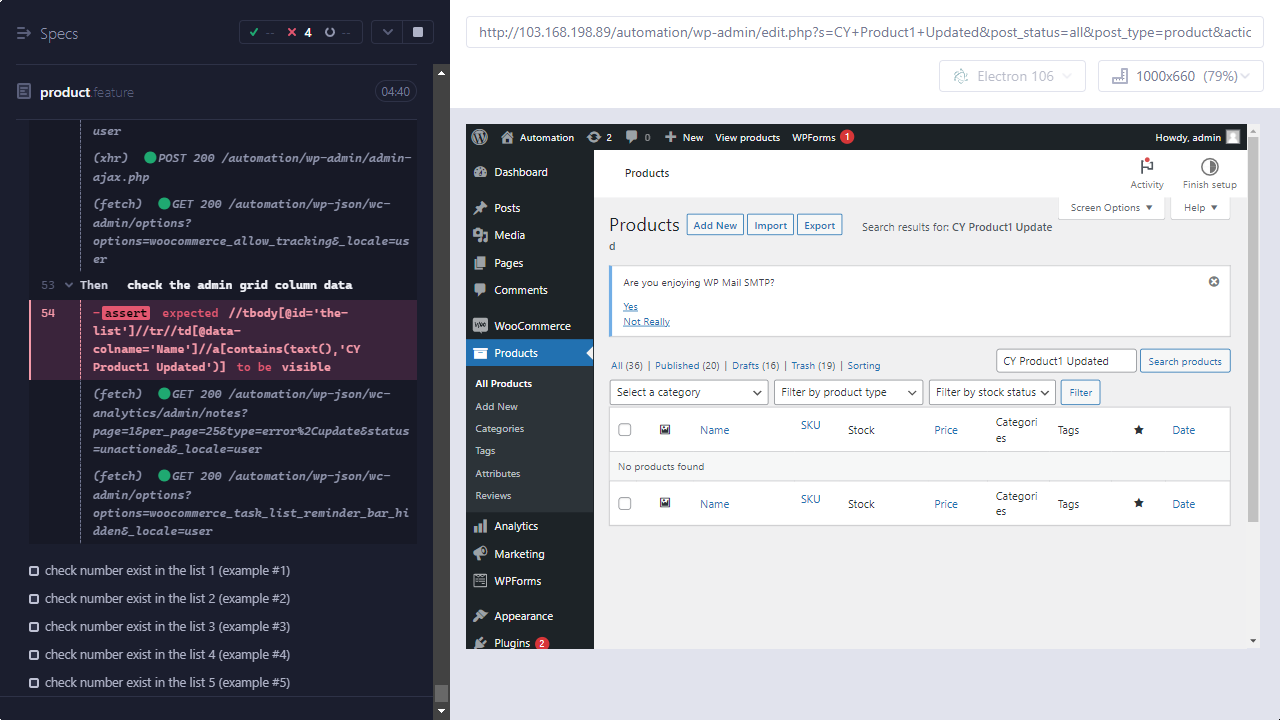 Specs
-- 4 --
product.feature
04:40
user
(xhr) POST 200 /automation/wp-admin/admin-
ajax.php
(fetch) GET 200 /automation/wp-json/wc-
admin/options?
options=woocommerce_allow_tracking&_locale=us
er
53 Then check the admin grid column data
54 -assert expected //tbody[@id='the-
list']//tr//td[@data-
colname='Name']//a[contains(text(),'CY
Product1 Updated')] to be visible
(fetch) GET 200 /automation/wp-json/wc-
analytics/admin/notes?
page=1&per_page=25&type=error%2Cupdate&status
=unactioned&_locale=user
(fetch) GET 200 /automation/wp-json/wc-
admin/options?
options=woocommerce_task_list_reminder_bar_hi
dden&_locale=user
check number exist in the list 1 (example #1)
check number exist in the list 2 (example #2)
check number exist in the list 3 (example #3)
check number exist in the list 4 (example #4)
check number exist in the list 5 (example #5)
http://103.168.198.89/automation/wp-admin/edit.php?s=CY+Product1+Updated&post_status=all&post_type=product&actic
Electron 106
1000x660 (79%)
Automation 2 0 New View products WPForms 1 Howdy, admin
Dashboard
Posts
Media
Pages
Comments
WooCommerce
Products
All Products
Add New
Categories
Tags
Attributes
Reviews
Analytics
Marketing
WPForms
Appearance
Plugins 2
Products
Activity
Finish setup
Screen Options
Help
Products Add New Import Export Search results for: CY Product1 Update
d
Are you enjoying WP Mail SMTP?
Yes
Not Really
All (36) | Published (20) | Drafts (16) | Trash (19) | Sorting
CY Product1 Updated Search products
Select a category Filter by product type Filter by stock status Filter
Name SKU Stock Price Categori
es Tags Date
No products found
Name SKU Stock Price Categori
es Tags Date